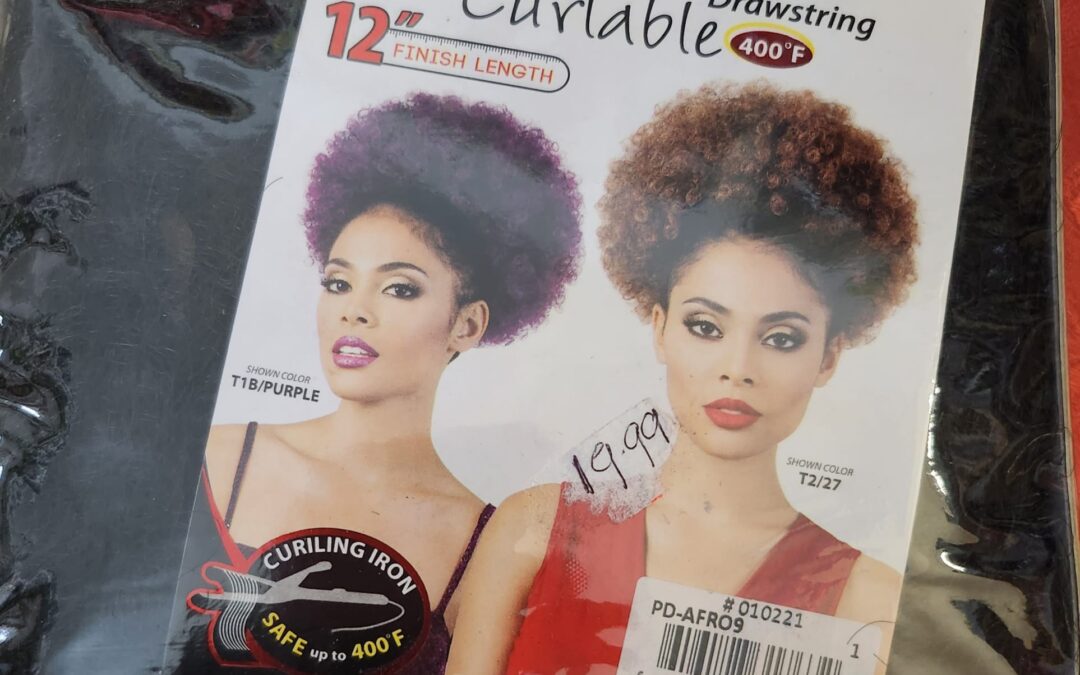 Drawstring
Curlable
400°F
12"
FINISH LENGTH
SHOWN COLOR
T1B/PURPLE
19.99
SHOWN COLOR
T2/27
CURILING IRON
SAFE up to 400°F
# 010221
PD-AFRO9
1